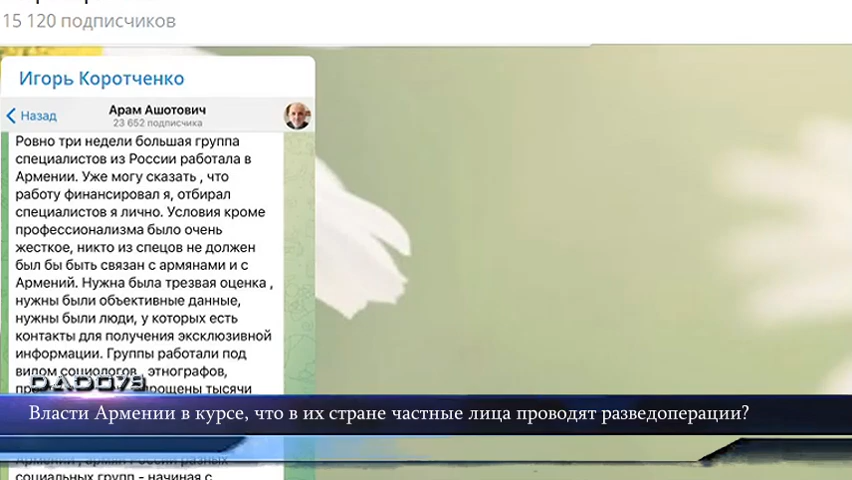 15 120 подписчиков
Игорь Коротченко
Назад
Арам Ашотович
23 652 подписчика
Ровно три недели большая группа
специалистов из России работала в
Армении. Уже могу сказать , что
работу финансировал я, отбирал
специалистов я лично. Условия кроме
профессионализма было очень
жесткое, никто из спецов не должен
был бы быть связан с армянами и с
Арменией. Нужна была трезвая оценка ,
нужны были объективные данные,
нужны были люди, у которых есть
контакты для получения эксклюзивной
информации. Группы работали под
видом социологов , этнографов,
тысячи
DADO78
Власти Армении в курсе, что в их стране частные лица проводят разведоперации?
Армении , армян России разных
социальных групп - начиная с